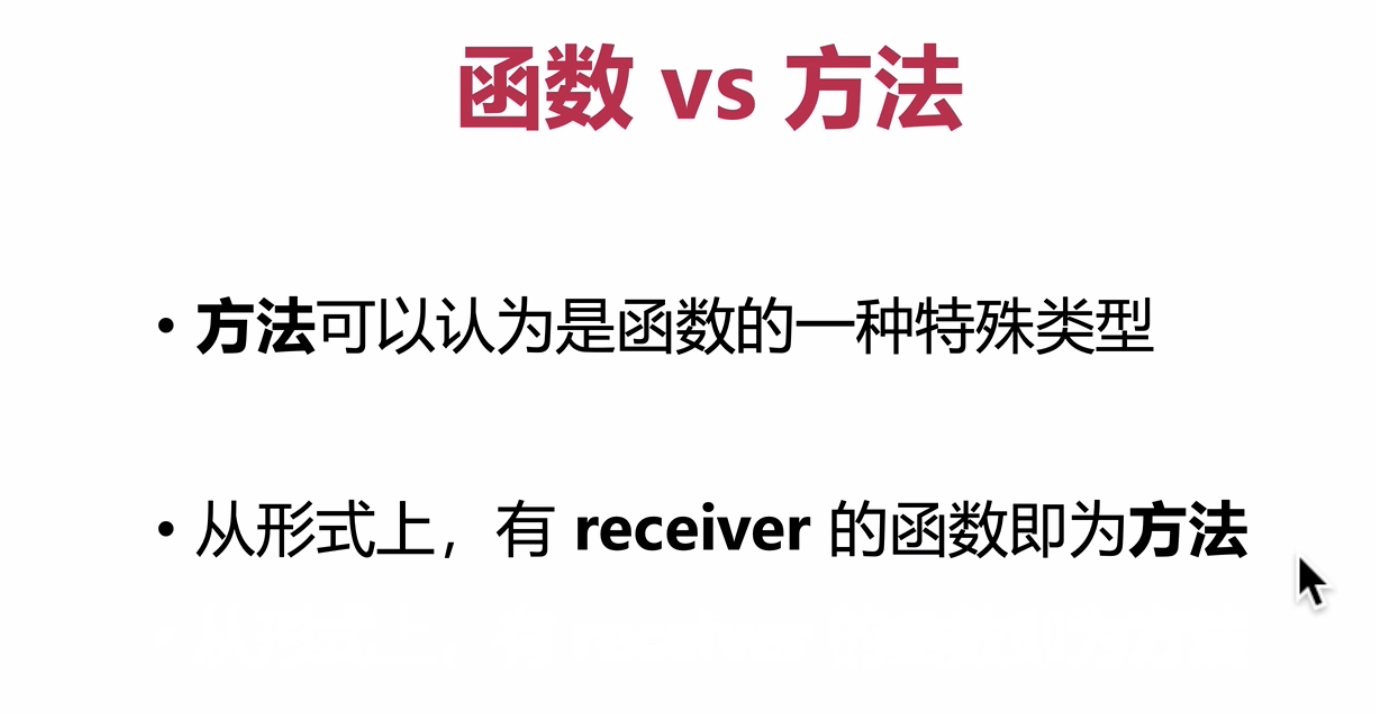 函数 vs 方法
• 方法可以认为是函数的一种特殊类型
• 从形式上，有 receiver 的函数即为方法